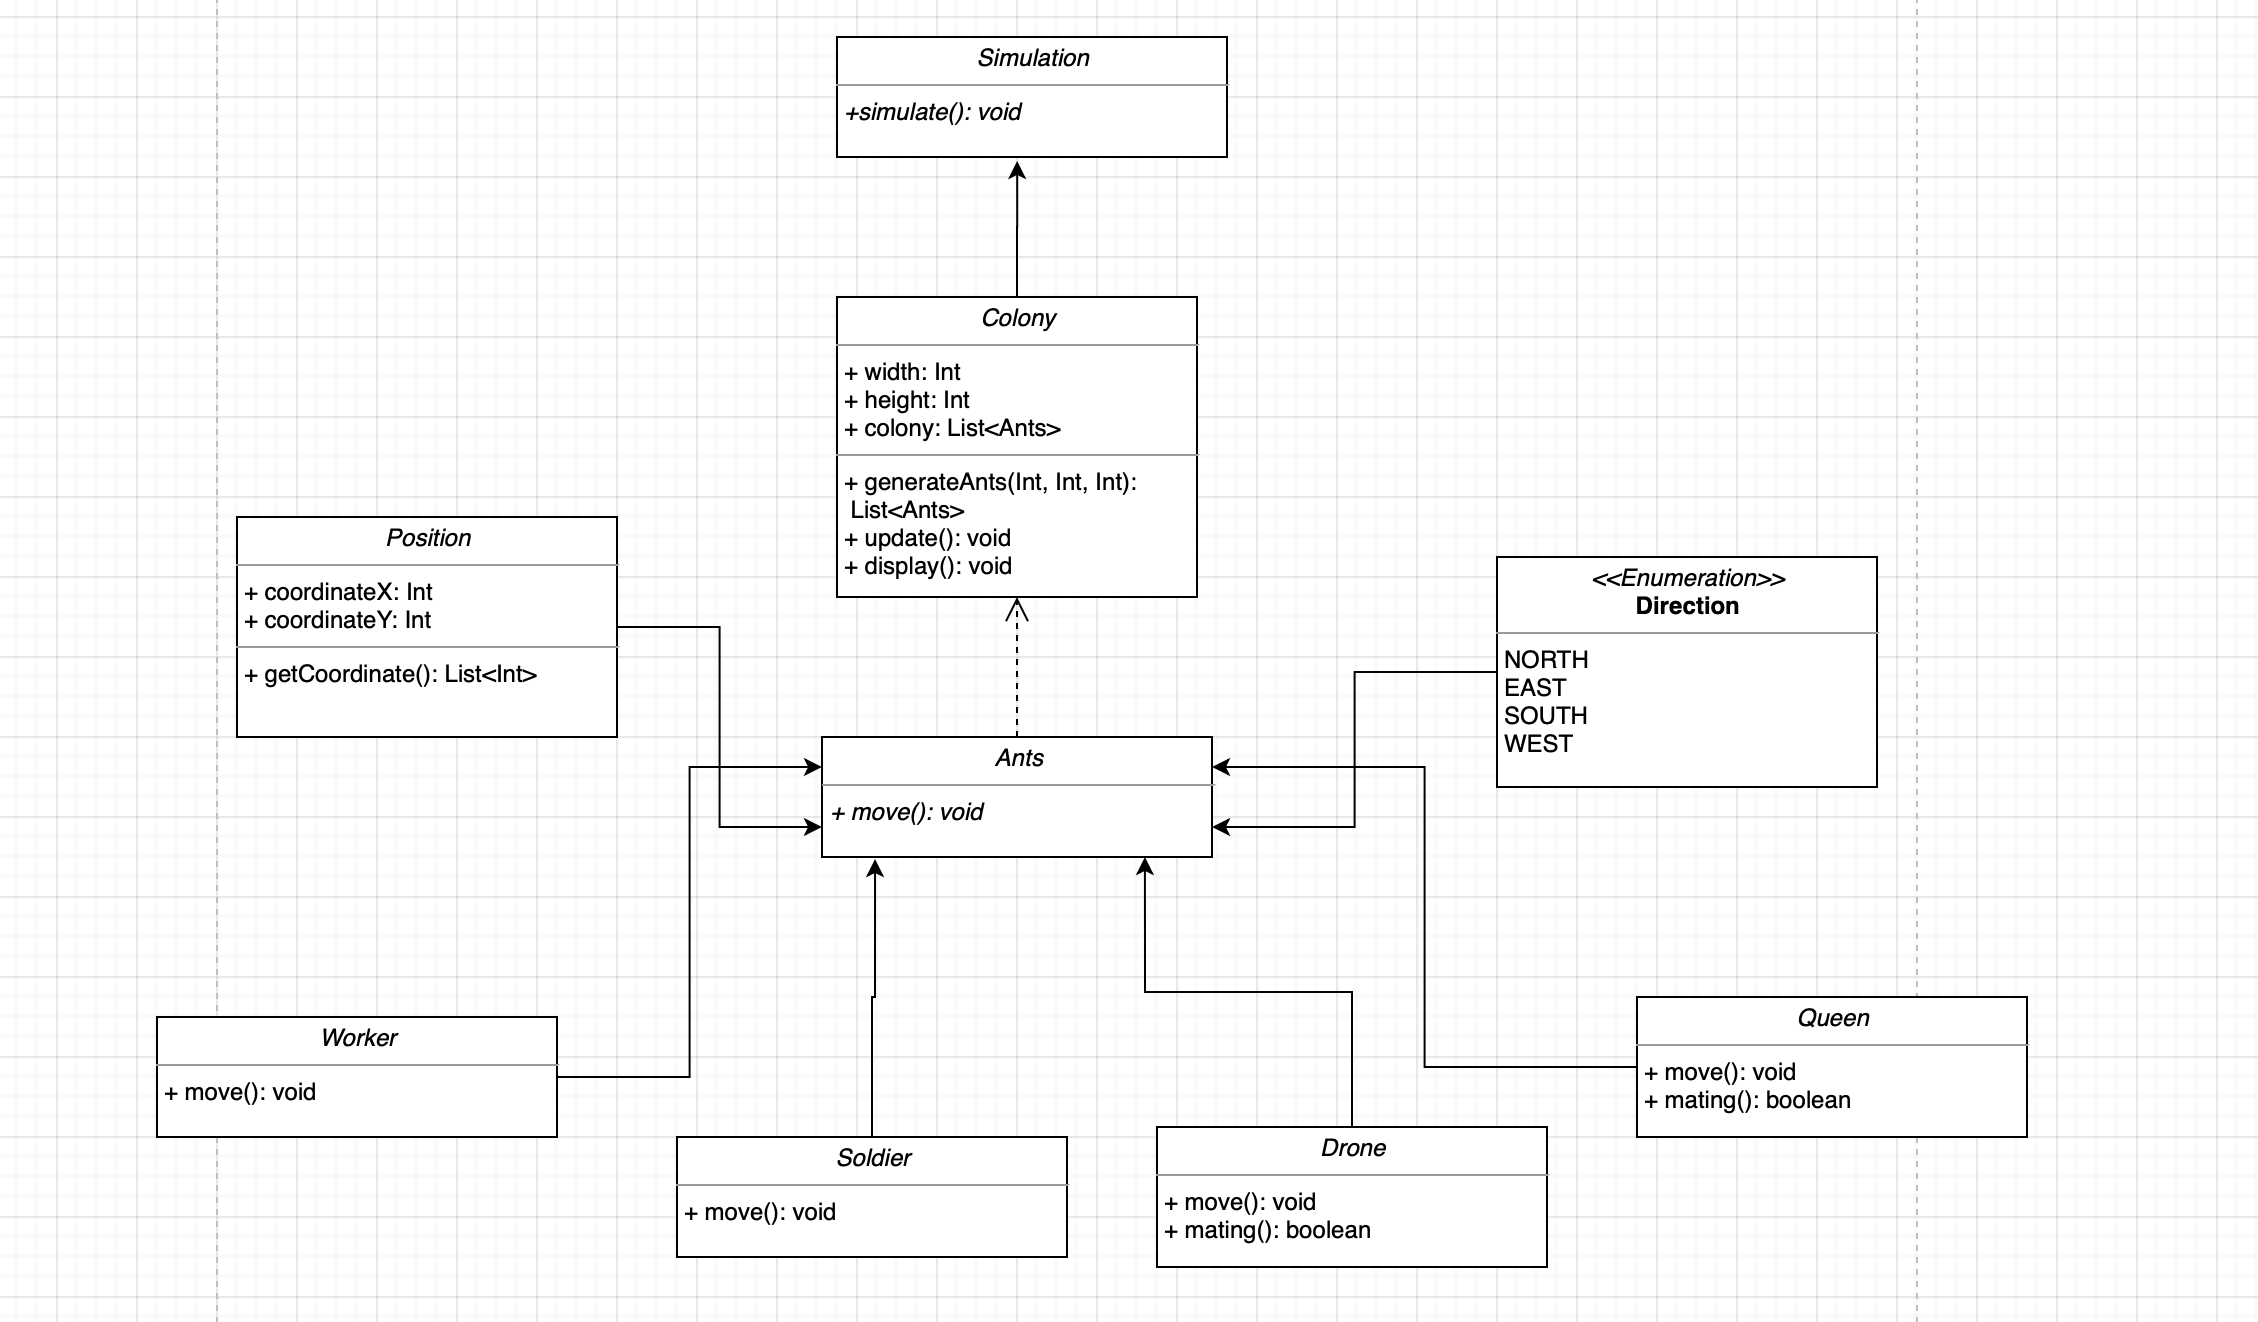 Simulation
+simulate(): void
Colony
+ width: Int
+ height: Int
+ colony: List<Ants>
+ generateAnts(Int, Int, Int):
List<Ants>
+ update(): void
+ display(): void
Position
+ coordinateX: Int
+ coordinateY: Int
+ getCoordinate(): List<Int>
<<Enumeration>>
Direction
NORTH
EAST
SOUTH
WEST
Ants
+ move(): void
Worker
+ move(): void
Soldier
+ move(): void
Drone
+ move(): void
+ mating(): boolean
Queen
+ move(): void
+ mating(): boolean